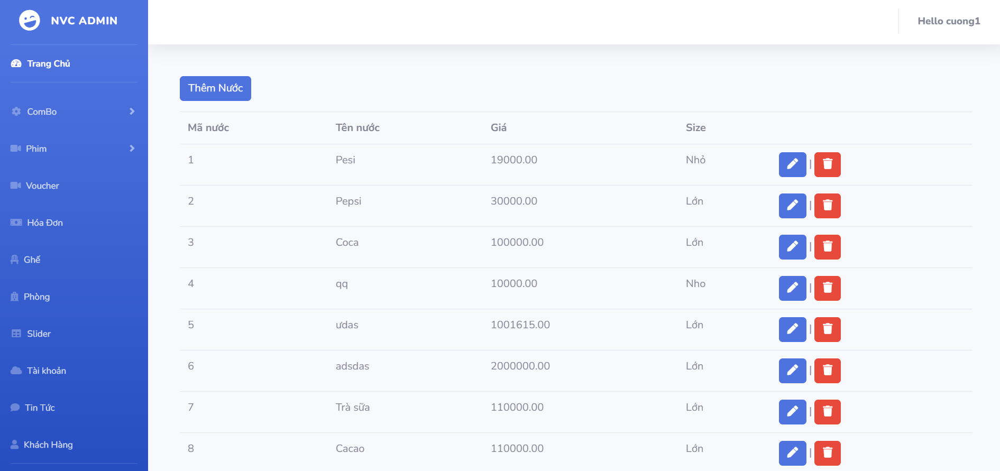 NVC ADMIN
Hello cuong1
Trang Chủ
ComBo
Phim
Voucher
Hóa Đơn
Ghế
Phòng
Slider
Tài khoản
Tin Tức
Khách Hàng
Thêm Nước
Mã nước Tên nước Giá Size
1 Pesi 19000.00 Nhỏ |
2 Pepsi 30000.00 Lớn |
3 Coca 100000.00 Lớn |
4 qq 10000.00 Nho |
5 ưdas 1001615.00 Lớn |
6 adsdas 2000000.00 Lớn |
7 Trà sữa 110000.00 Lớn |
8 Cacao 110000.00 Lớn |